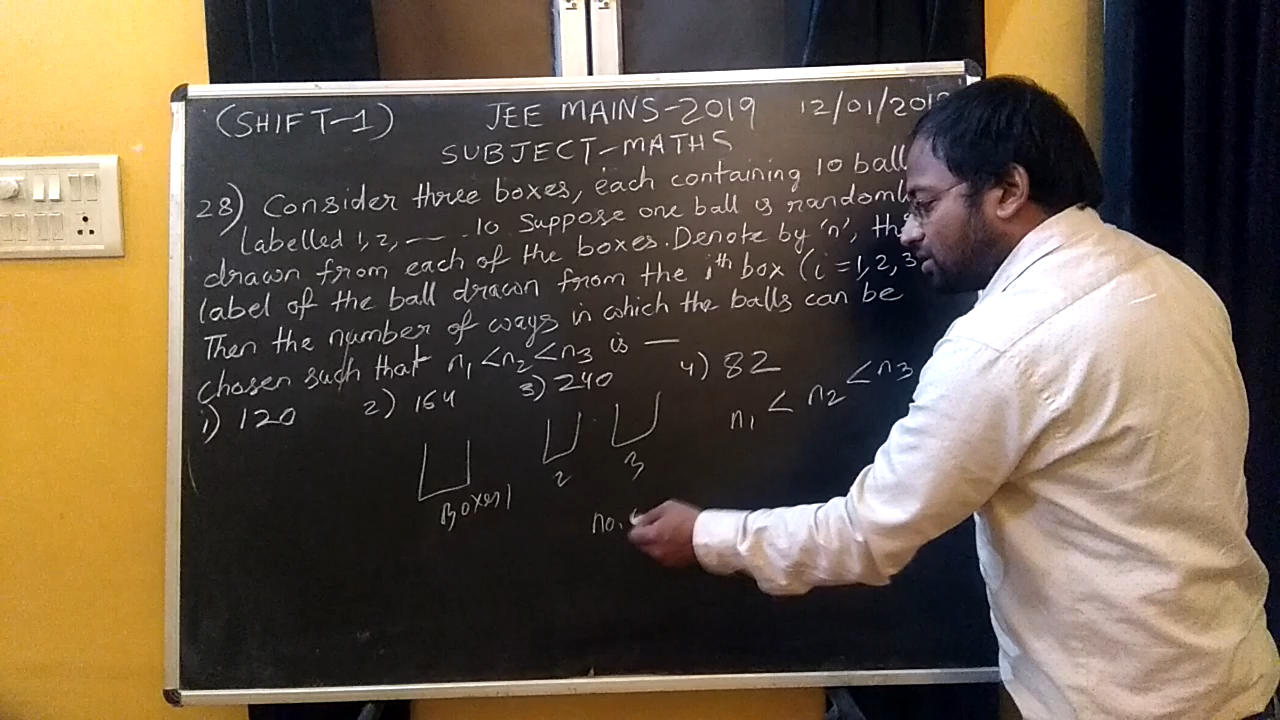 (SHIFT-1) JEE MAINS-2019 12/01/201
SUBJECT-MATHS
28) Consider three boxes, each containing 10 ball
Labelled 1, 2, — . 10 Suppose one ball is randoml
drawn from each of the boxes. Denote by 'n', the
label of the ball drawn from the ith box (i=1,2,3
Then the number of ways in which the balls can be
chosen such that n1 < n2 < n3 is —
1) 120 2) 164 3) 240 4) 82
n1 < n2 < n3
Boxes 1 2 3
no.